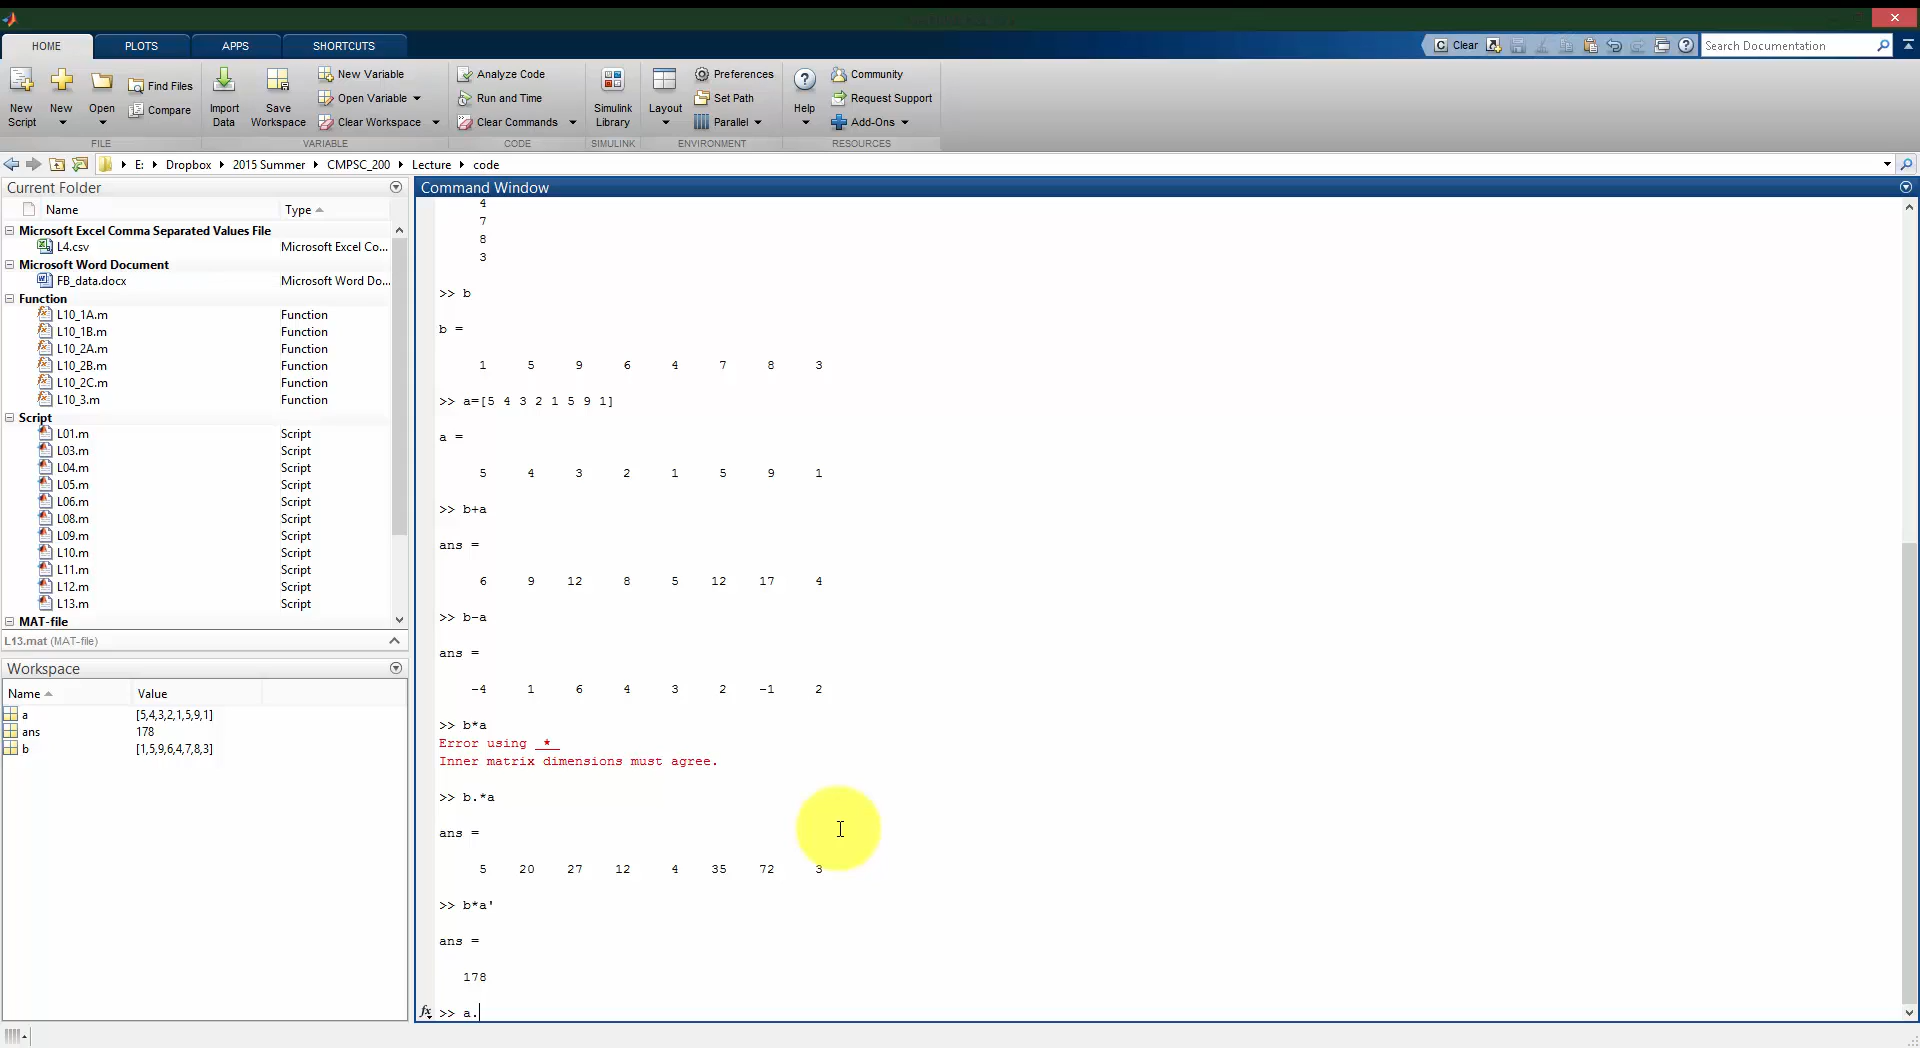 HOME PLOTS APPS SHORTCUTS
Clear
Search Documentation
New Script
New
Open
Find Files
Compare
FILE
Import Data
Save Workspace
New Variable
Open Variable
Clear Workspace
VARIABLE
Analyze Code
Run and Time
Clear Commands
CODE
Simulink Library
SIMULINK
Layout
Preferences
Set Path
Parallel
ENVIRONMENT
Help
Community
Request Support
Add-Ons
RESOURCES
E: Dropbox 2015 Summer CMPSC_200 Lecture code
Current Folder
Name Type
Microsoft Excel Comma Separated Values File
L4.csv Microsoft Excel Co...
Microsoft Word Document
FB_data.docx Microsoft Word Do...
Function
L10_1A.m Function
L10_1B.m Function
L10_2A.m Function
L10_2B.m Function
L10_2C.m Function
L10_3.m Function
Script
L01.m Script
L03.m Script
L04.m Script
L05.m Script
L06.m Script
L08.m Script
L09.m Script
L10.m Script
L11.m Script
L12.m Script
L13.m Script
MAT-file
L13.mat (MAT-file)
Workspace
Name Value
a [5,4,3,2,1,5,9,1]
ans 178
b [1,5,9,6,4,7,8,3]
Command Window
4
7
8
3
>> b
b =
1 5 9 6 4 7 8 3
>> a=[5 4 3 2 1 5 9 1]
a =
5 4 3 2 1 5 9 1
>> b+a
ans =
6 9 12 8 5 12 17 4
>> b-a
ans =
-4 1 6 4 3 2 -1 2
>> b*a
Error using *
Inner matrix dimensions must agree.
>> b.*a
ans =
5 20 27 12 4 35 72 3
>> b*a'
ans =
178
fx >> a.